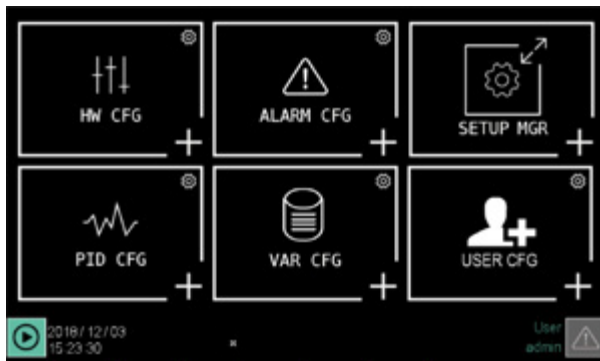 HW CFG
ALARM CFG
SETUP MGR
PID CFG
VAR CFG
USER CFG
2018/12/03
15:23:30
User
admin